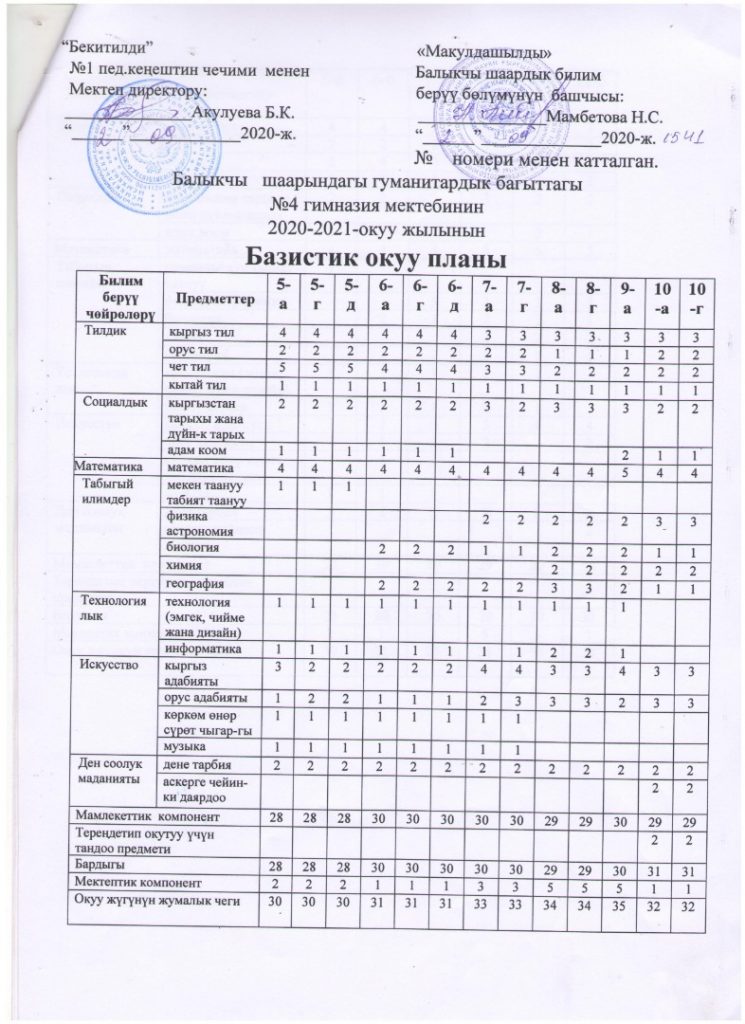 “Бекитилди” «Макулдашылды»
№1 пед.кеңештин чечими менен Балыкчы шаардык билим
Мектеп директору: берүү бөлүмүнүн башчысы:
Акулуева Б.К. Мамбетова Н.С.
“ 2 ” 09 2020-ж. “ 2 ” 09 2020-ж. 1541
№ номери менен катталган.
Балыкчы шаарындагы гуманитардык багыттагы
№4 гимназия мектебинин
2020-2021-окуу жылынын
Базистик окуу планы
Билим берүү чөйрөлөрү Предметтер 5-а 5-г 5-д 6-а 6-г 6-д 7-а 7-г 8-а 8-г 9-а 10-а 10-г
Тилдик кыргыз тил 4 4 4 4 4 4 3 3 3 3 3 3 3
орус тил 2 2 2 2 2 2 2 2 1 1 1 2 2
чет тил 5 5 5 4 4 4 3 3 2 2 2 2 2
кытай тил 1 1 1 1 1 1 1 1 1 1 1 1 1
Социалдык кыргызстан 2 2 2 2 2 2 3 2 3 3 3 2 2
тарыхы жана
дүйн-к тарых
адам коом 1 1 1 1 1 1 2 1 1
Математика математика 4 4 4 4 4 4 4 4 4 4 5 4 4
Табыгый мекен таануу 1 1 1
илимдер табият таануу
физика 2 2 2 2 2 3 3
астрономия
биология 2 2 2 1 1 2 2 2 1 1
химия 2 2 2 2 2
география 2 2 2 2 2 3 3 2 1 1
Технология технология 1 1 1 1 1 1 1 1 1 1 1
лык (эмгек, чийме
жана дизайн)
информатика 1 1 1 1 1 1 1 1 2 2 1
Искусство кыргыз 3 2 2 2 2 2 4 4 3 3 4 3 3
адабияты
орус адабияты 1 2 2 1 1 1 2 3 3 3 2 3 3
көркөм өнөр 1 1 1 1 1 1 1 1
сүрөт чыгар-гы
музыка 1 1 1 1 1 1 1 1
Ден соолук дене тарбия 2 2 2 2 2 2 2 2 2 2 2 2 2
маданияты аскерге чейин- 2 2
ки даярдоо
Мамлекеттик компонент 28 28 28 30 30 30 30 30 29 29 30 29 29
Терендетип окутуу үчүн 2 2
тандоо предмети
Бардыгы 28 28 28 30 30 30 30 30 29 29 30 31 31
Мектептик компонент 2 2 2 1 1 1 3 3 5 5 5 1 1
Окуу жүгүнүн жумалык чеги 30 30 30 31 31 31 33 33 34 34 35 32 32